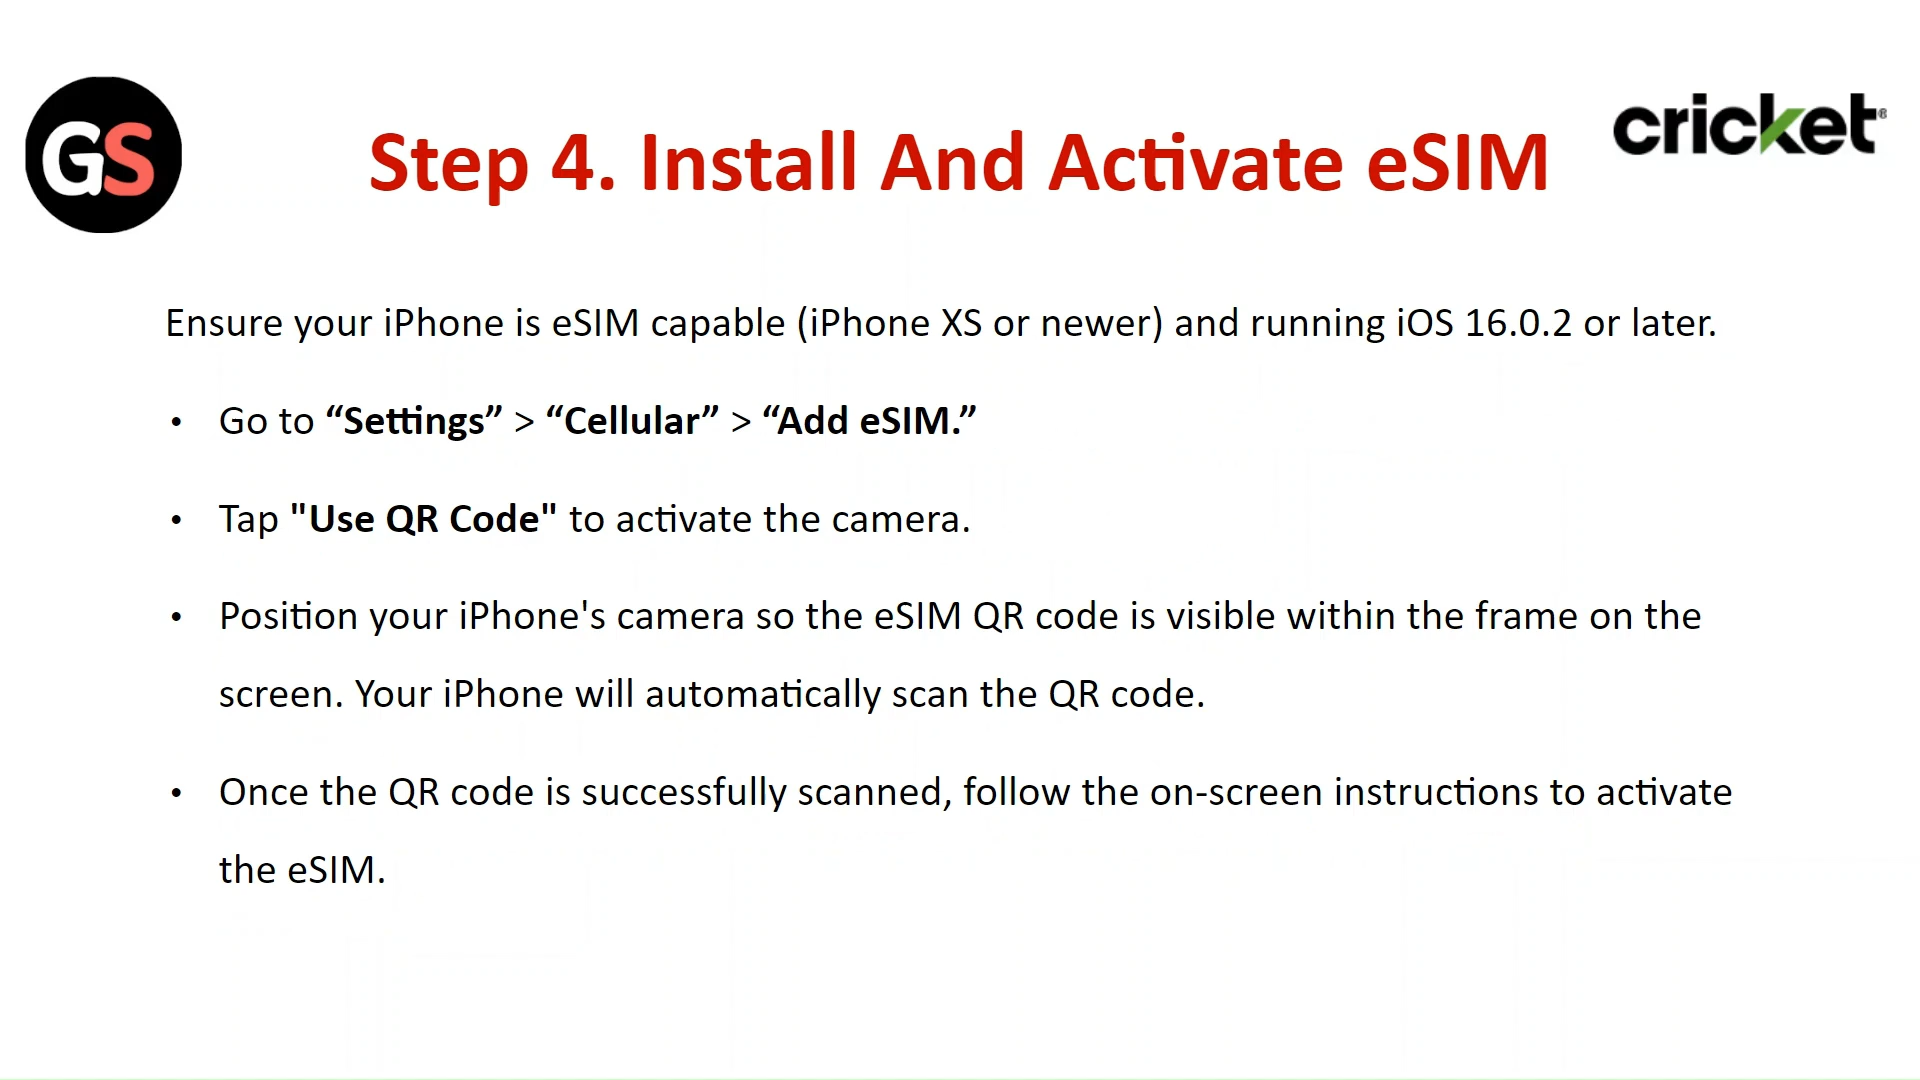 GS
cricket®
Step 4. Install And Activate eSIM
Ensure your iPhone is eSIM capable (iPhone XS or newer) and running iOS 16.0.2 or later.
• Go to “Settings” > “Cellular” > “Add eSIM.”
• Tap "Use QR Code" to activate the camera.
• Position your iPhone's camera so the eSIM QR code is visible within the frame on the
screen. Your iPhone will automatically scan the QR code.
• Once the QR code is successfully scanned, follow the on-screen instructions to activate
the eSIM.